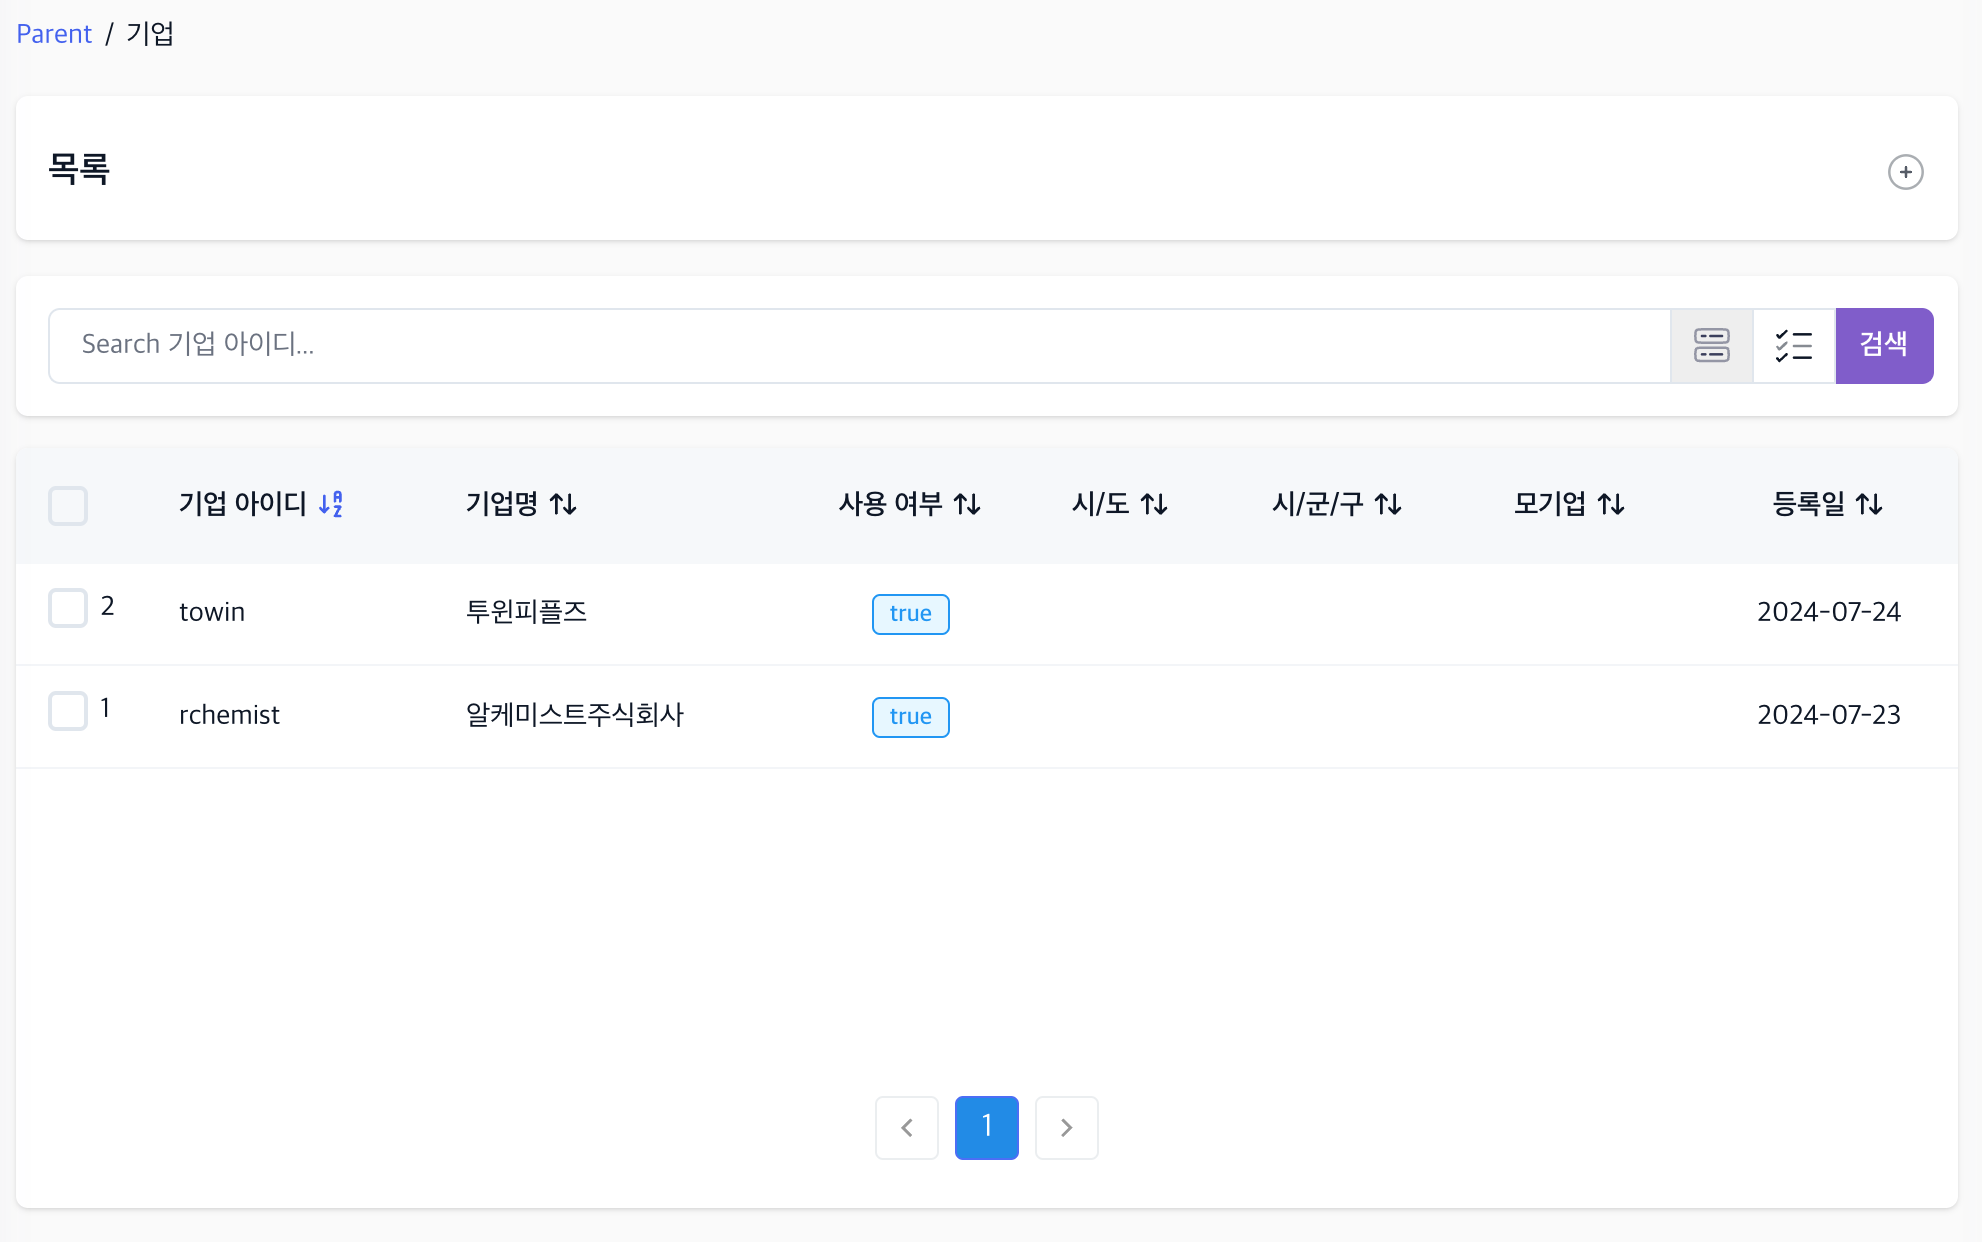 Parent / 기업
목록
Search 기업 아이디...
검색
기업 아이디 기업명 사용 여부 시/도 시/군/구 모기업 등록일
2 towin 투윈피플즈 true 2024-07-24
1 rchemist 알케미스트주식회사 true 2024-07-23
1